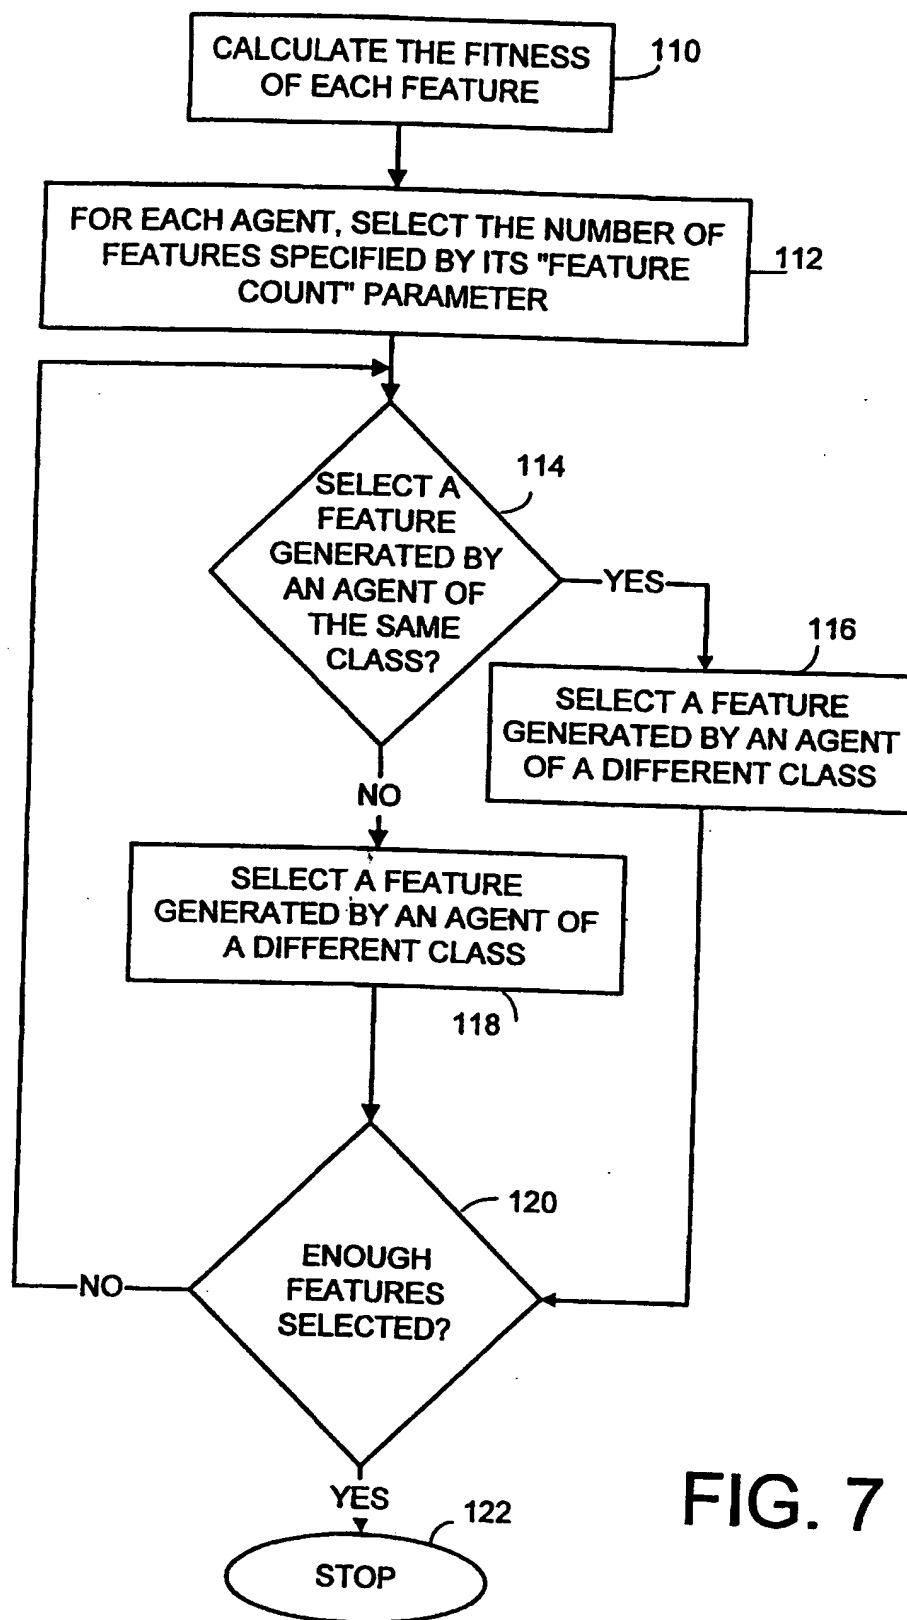 CALCULATE THE FITNESS
OF EACH FEATURE
110
FOR EACH AGENT, SELECT THE NUMBER OF
FEATURES SPECIFIED BY ITS "FEATURE
COUNT" PARAMETER
112
114
SELECT A
FEATURE
GENERATED BY
AN AGENT OF
THE SAME
CLASS?
YES
116
SELECT A FEATURE
GENERATED BY AN AGENT
OF A DIFFERENT CLASS
NO
SELECT A FEATURE
GENERATED BY AN AGENT OF
A DIFFERENT CLASS
118
120
ENOUGH
FEATURES
SELECTED?
NO
YES
122
STOP
FIG. 7